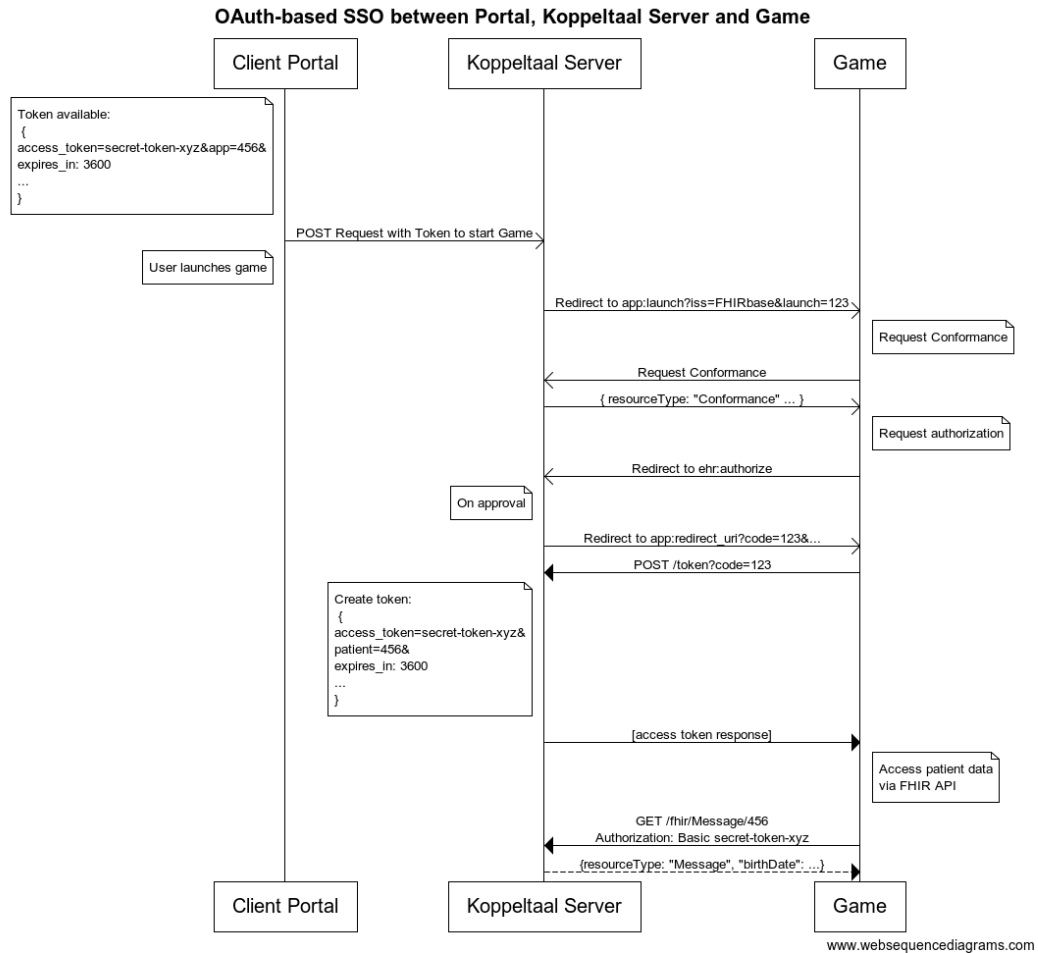 OAuth-based SSO between Portal, Koppeltaal Server and Game
Client Portal
Koppeltaal Server
Game
Token available:
{
access_token=secret-token-xyz&app=456&
expires_in: 3600
...
}
POST Request with Token to start Game
User launches game
Redirect to app:launch?iss=FHIRbase&launch=123
Request Conformance
Request Conformance
{ resourceType: "Conformance" ... }
Request authorization
Redirect to ehr:authorize
On approval
Redirect to app:redirect_uri?code=123&...
POST /token?code=123
Create token:
{
access_token=secret-token-xyz&
patient=456&
expires_in: 3600
...
}
[access token response]
Access patient data
via FHIR API
GET /fhir/Message/456
Authorization: Basic secret-token-xyz
{resourceType: "Message", "birthDate": ...}
Client Portal
Koppeltaal Server
Game
www.websequencediagrams.com